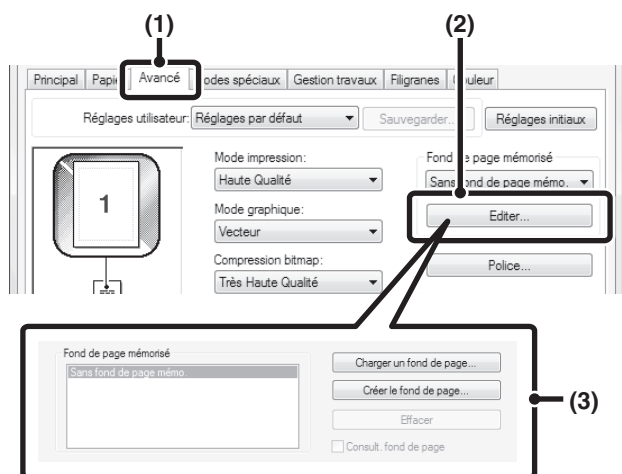 (1)
(2)
Principal Papie Avancé odes spéciaux Gestion travaux Filigranes uleur
Réglages utilisateur: Réglages par défaut Sauvegarder... Réglages initiaux
Mode impression:
Haute Qualité
Mode graphique:
Vecteur
Compression bitmap:
Très Haute Qualité
Fond de page mémorisé
Sans fond de page mémo.
Editer...
Police...
1
Fond de page mémorisé
Sans fond de page mémo.
Charger un fond de page...
Créer le fond de page...
Effacer
Consult. fond de page
(3)